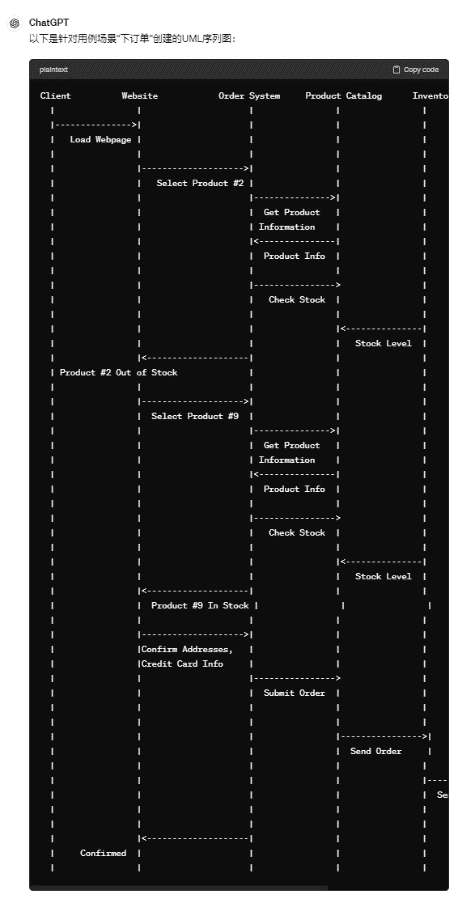 ChatGPT
以下是针对用例场景"下订单"创建的UML序列图：
plaintext Copy code
Client Website Order System Product Catalog Invento
Load Webpage
Select Product #2
Get Product
Information
Product Info
Check Stock
Stock Level
Product #2 Out of Stock
Select Product #9
Get Product
Information
Product Info
Check Stock
Stock Level
Product #9 In Stock
Confirm Addresses,
Credit Card Info
Submit Order
Send Order
Se
Confirmed